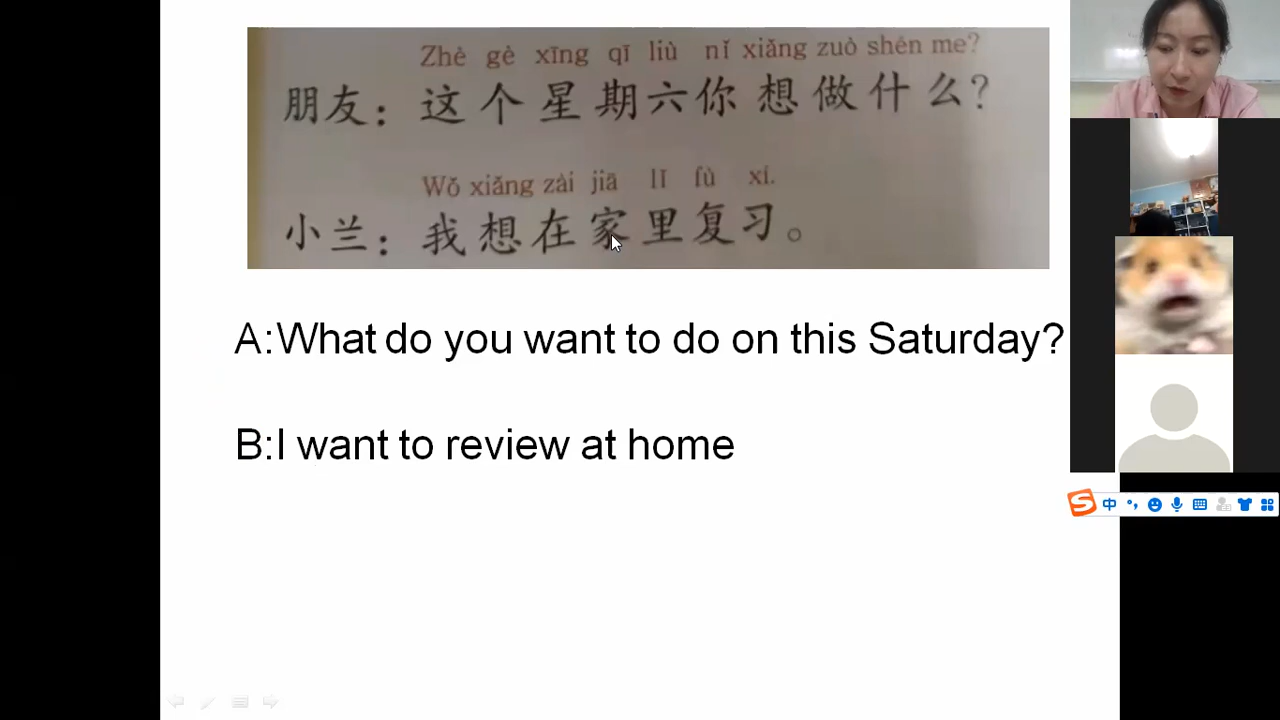 Zhè gè xīng qī liù nǐ xiǎng zuò shén me?
朋友：这个星期六你想做什么？
Wǒ xiǎng zài jiā lǐ fù xí.
小兰：我想在家里复习。
A:What do you want to do on this Saturday?
B:I want to review at home
S中